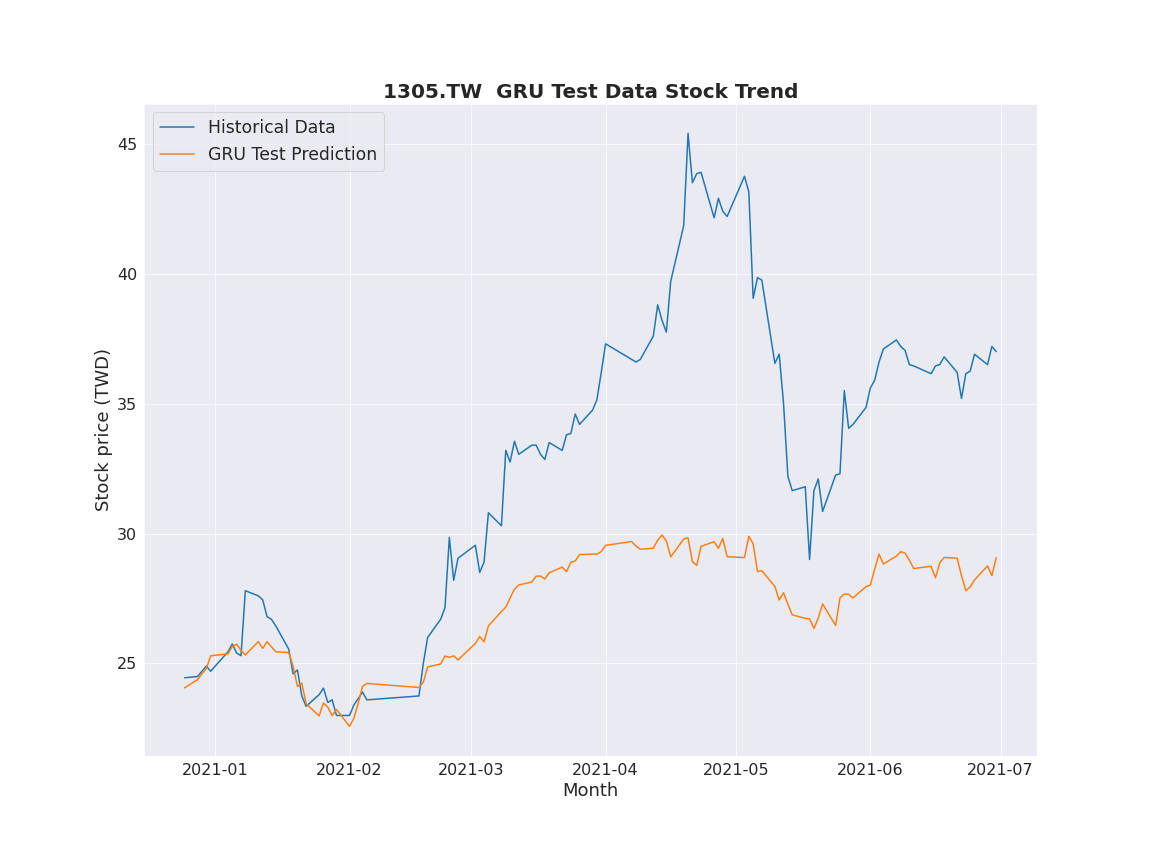 1305.TW  GRU Test Data Stock Trend
Historical Data
GRU Test Prediction
Stock price (TWD)
45
40
35
30
25
2021-01 2021-02 2021-03 2021-04 2021-05 2021-06 2021-07
Month